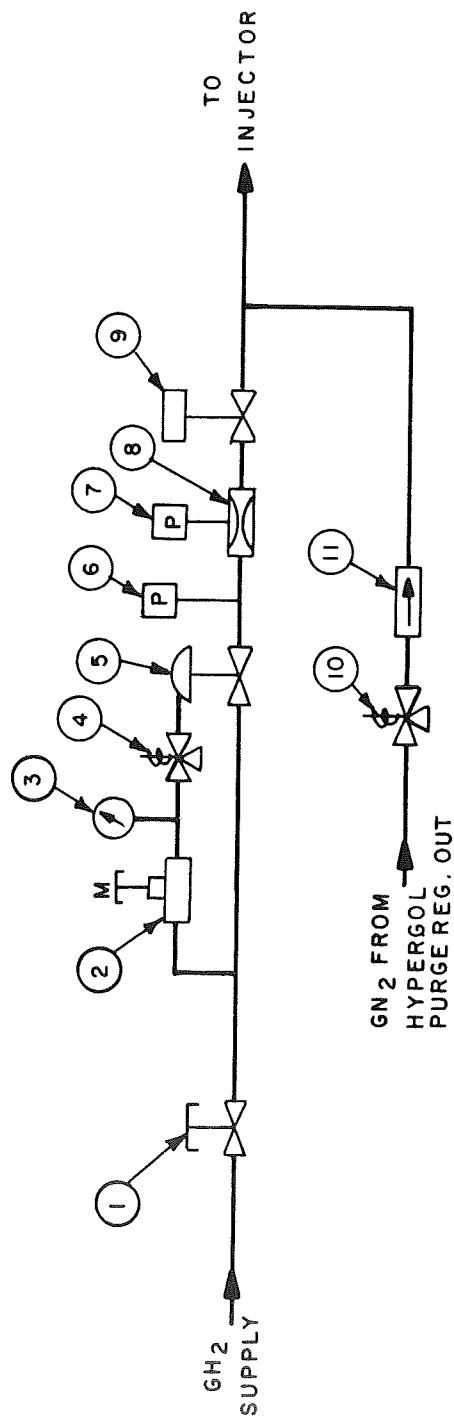 GH2
SUPPLY
1
2
M
3
4
5
6
P
7
P
8
9
TO
INJECTOR
10
11
GN2 FROM
HYPERGOL
PURGE REG. OUT